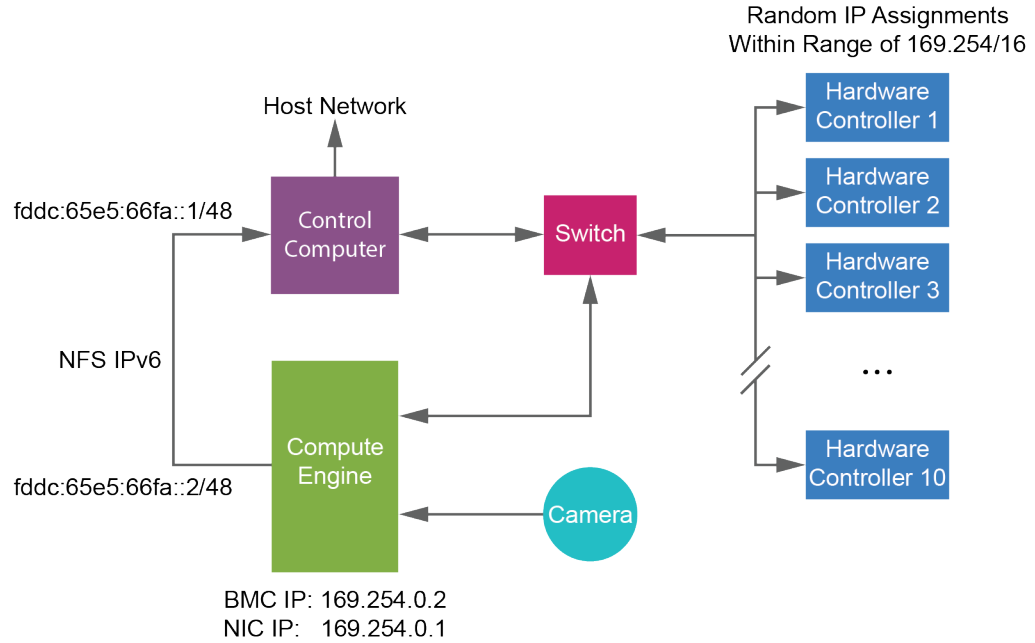 Random IP Assignments
Within Range of 169.254/16
Hardware
Controller 1
Host Network
Hardware
Controller 2
fddc:65e5:66fa::1/48
Control
Computer
Switch
Hardware
Controller 3
NFS IPv6
...
Compute
Engine
Hardware
Controller 10
fddc:65e5:66fa::2/48
Camera
BMC IP: 169.254.0.2
NIC IP: 169.254.0.1